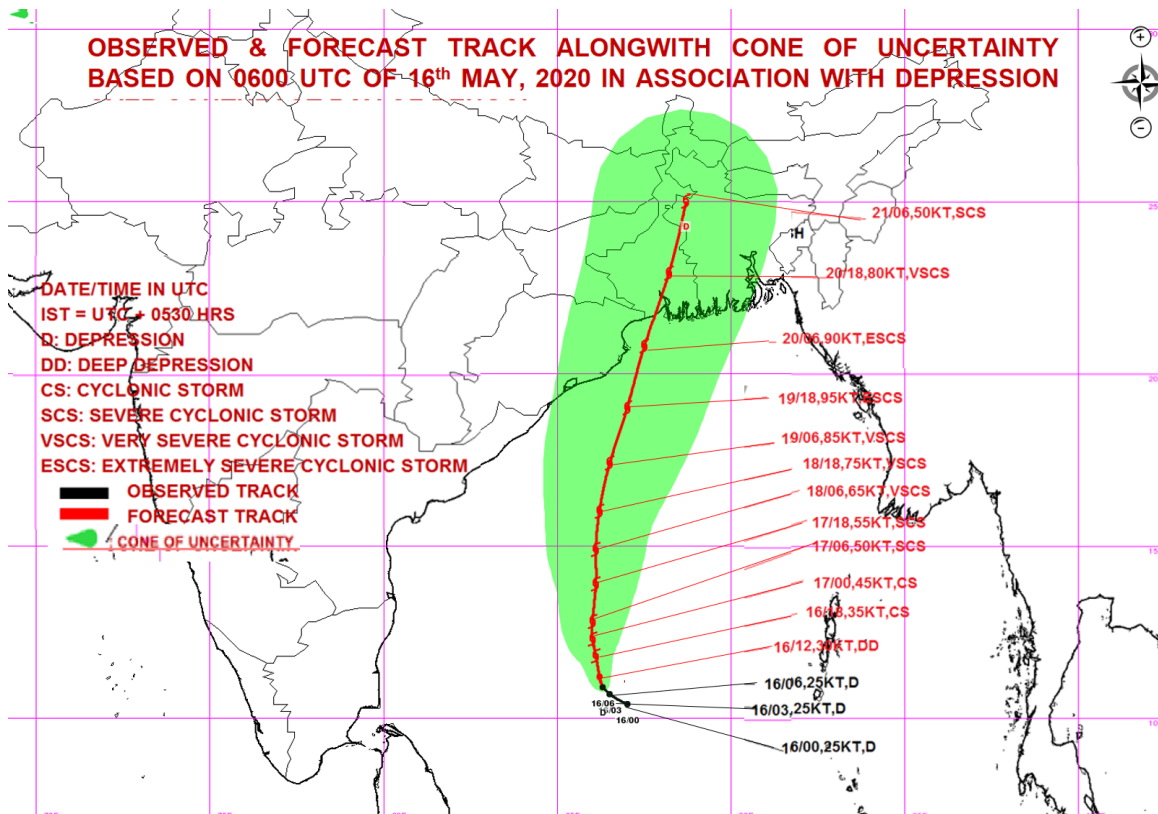 OBSERVED & FORECAST TRACK ALONGWITH CONE OF UNCERTAINTY
BASED ON 0600 UTC OF 16th MAY, 2020 IN ASSOCIATION WITH DEPRESSION
+
-
25
21/06,50KT,SCS
D
H
20/18,80KT,VSCS
DATE/TIME IN UTC
IST = UTC + 0530 HRS
D: DEPRESSION
DD: DEEP DEPRESSION
CS: CYCLONIC STORM
SCS: SEVERE CYCLONIC STORM
VSCS: VERY SEVERE CYCLONIC STORM
ESCS: EXTREMELY SEVERE CYCLONIC STORM
OBSERVED TRACK
FORECAST TRACK
CONE OF UNCERTAINTY
20/06,90KT,ESCS
20
19/18,95KT,ESCS
19/06,85KT,VSCS
18/18,75KT,VSCS
18/06,65KT,VSCS
17/18,55KT,SCS
17/06,50KT,SCS
15
17/00,45KT,CS
16/18,35KT,CS
16/12,30KT,DD
16/06,25KT,D
16/03,25KT,D
16/06
D
/03
16/00
10
16/00,25KT,D